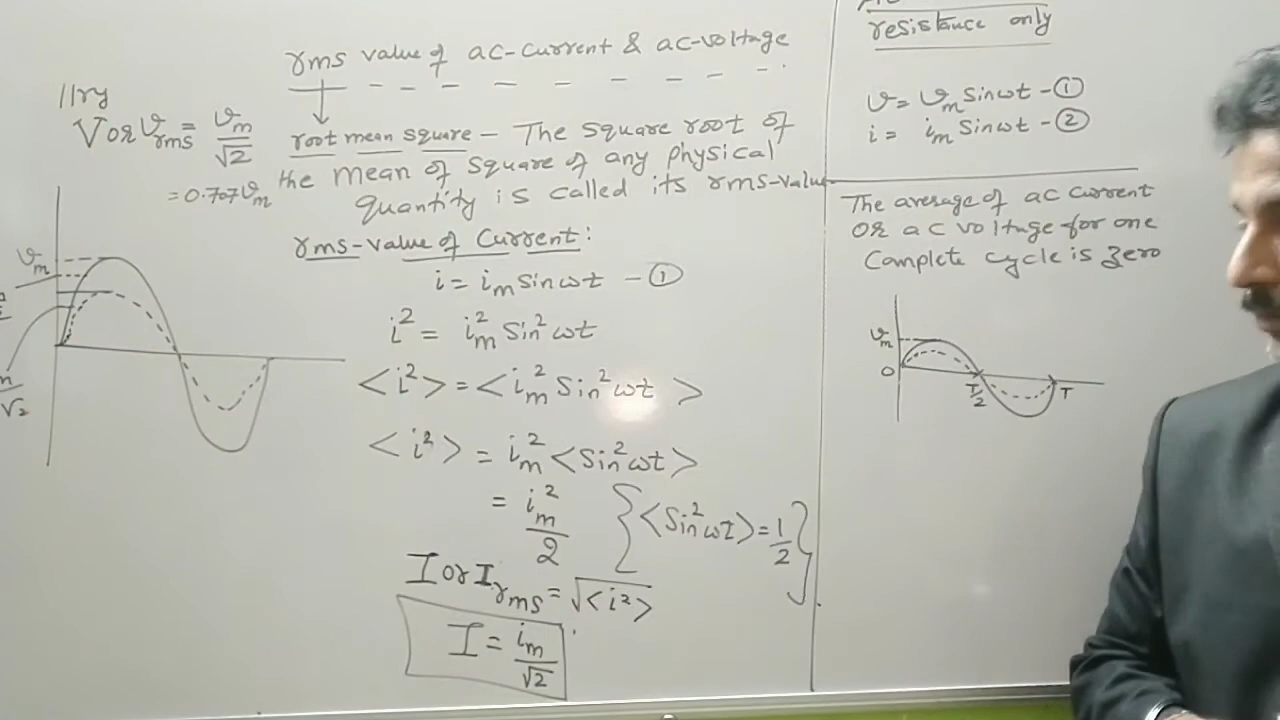 rms value of ac-current & ac-voltage
root mean square - The square root of
the mean of square of any physical
quantity is called its rms-value
rms-value of Current:
i = i_m sinωt - ①
i² = i_m² Sin²ωt
<i²> = <i_m² Sin²ωt>
<i²> = i_m² <Sin²ωt>
= i_m²/2 {<Sin²ωt> = 1/2}
I or I_rms = √<i²>
I = i_m/√2
||ry
V or V_rms = v_m/√2
= 0.707 v_m
v_m
√2
resistance only
v = v_m Sinωt - ①
i = i_m Sinωt - ②
The average of ac current
OR ac voltage for one
Complete cycle is zero
v_m
O T/2 T